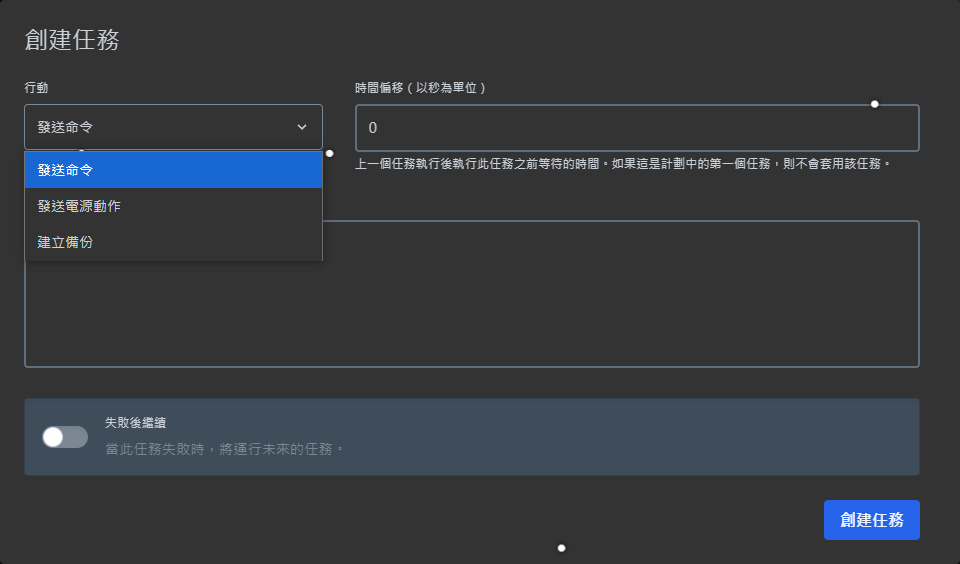 創建任務
行動
時間偏移（以秒為單位）
發送命令
0
發送命令
上一個任務執行後執行此任務之前等待的時間。如果這是計劃中的第一個任務，則不會套用該任務。
發送電源動作
建立備份
失敗後繼續
當此任務失敗時，將運行未來的任務。
創建任務